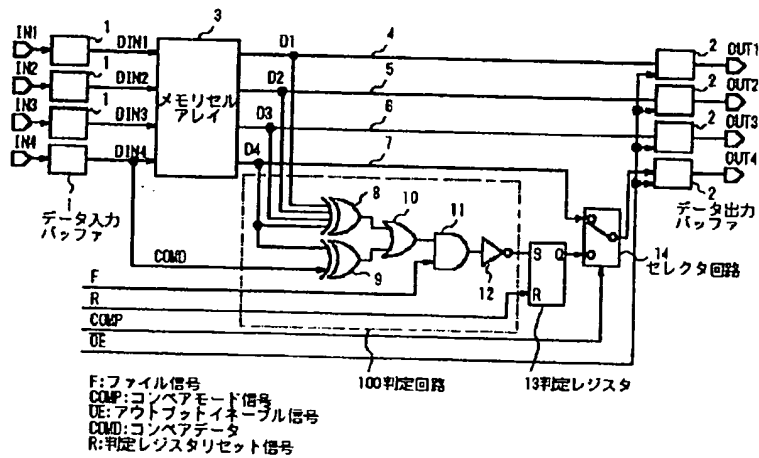 IN1
IN2
IN3
IN4
1
1
1
1
DIN1
DIN2
DIN3
DIN4
データ入力
バッファ
3
メモリセル
アレイ
D1
D2
D3
D4
4
5
6
7
8
9
10
11
12
COMD
F
R
COMP
OE
S
R
Q
100判定回路
13判定レジスタ
14
セレクタ回路
2
2
2
2
OUT1
OUT2
OUT3
OUT4
データ出力
バッファ
F:ファイル信号
COMP:コンペアモード信号
OE:アウトプットイネーブル信号
COMD:コンペアデータ
R:判定レジスタリセット信号